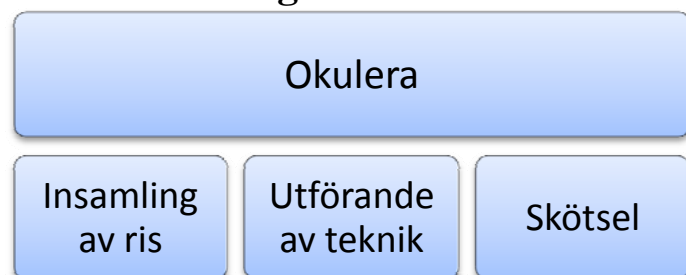 Okulera
Insamling
av ris
Utförande
av teknik
Skötsel